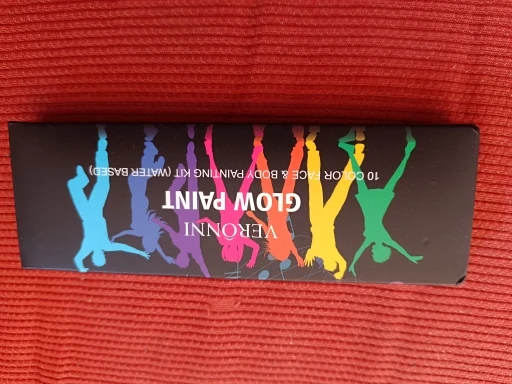 VERONNI
GLOW PAINT
10 COLOR FACE & BODY PAINTING KIT (WATER BASED)